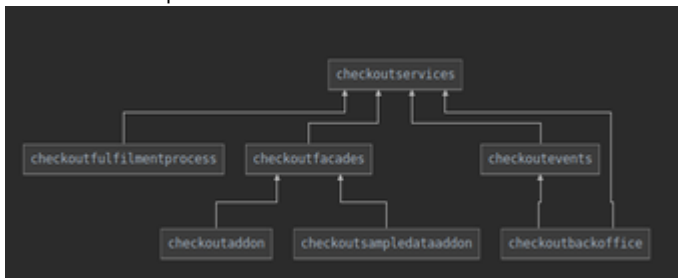 checkoutservices
checkoutfulfilmentprocess
checkoutfacades
checkoutevents
checkoutaddon
checkoutsampledataaddon
checkoutbackoffice